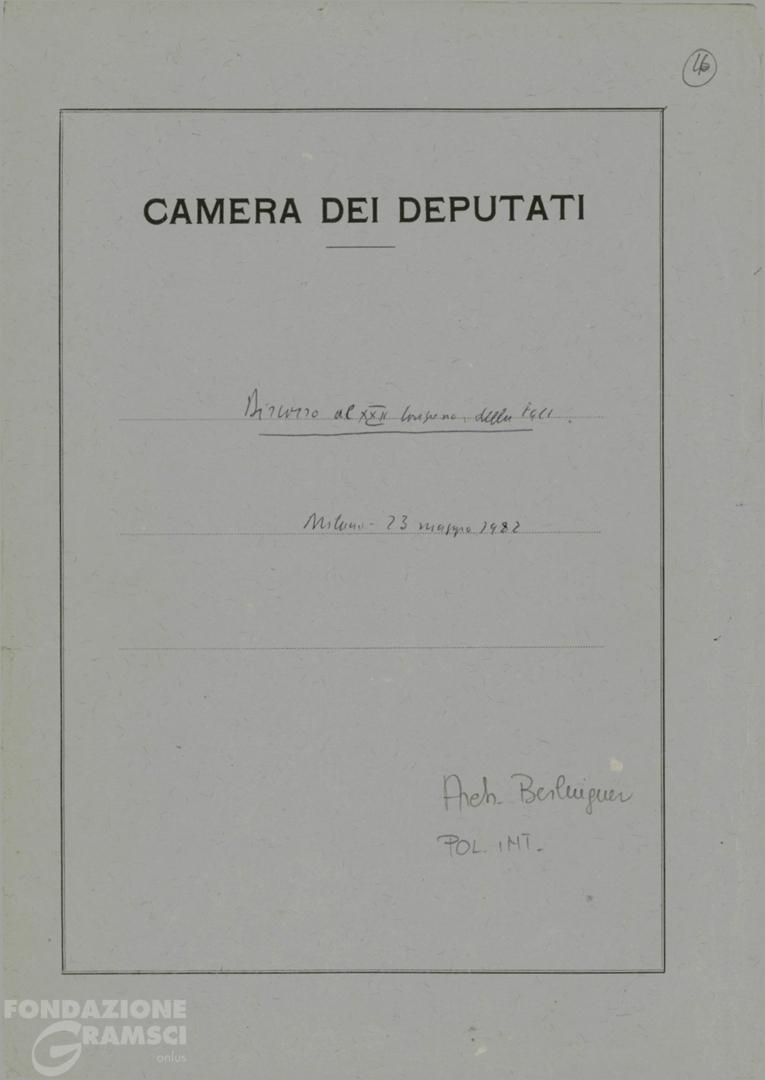 46
CAMERA DEI DEPUTATI
Discorso al XXII Congresso della FGCI.
Milano - 23 maggio 1982
Arch. Berlinguer
POL. INT.
FONDAZIONE
GRAMSCI
onlus